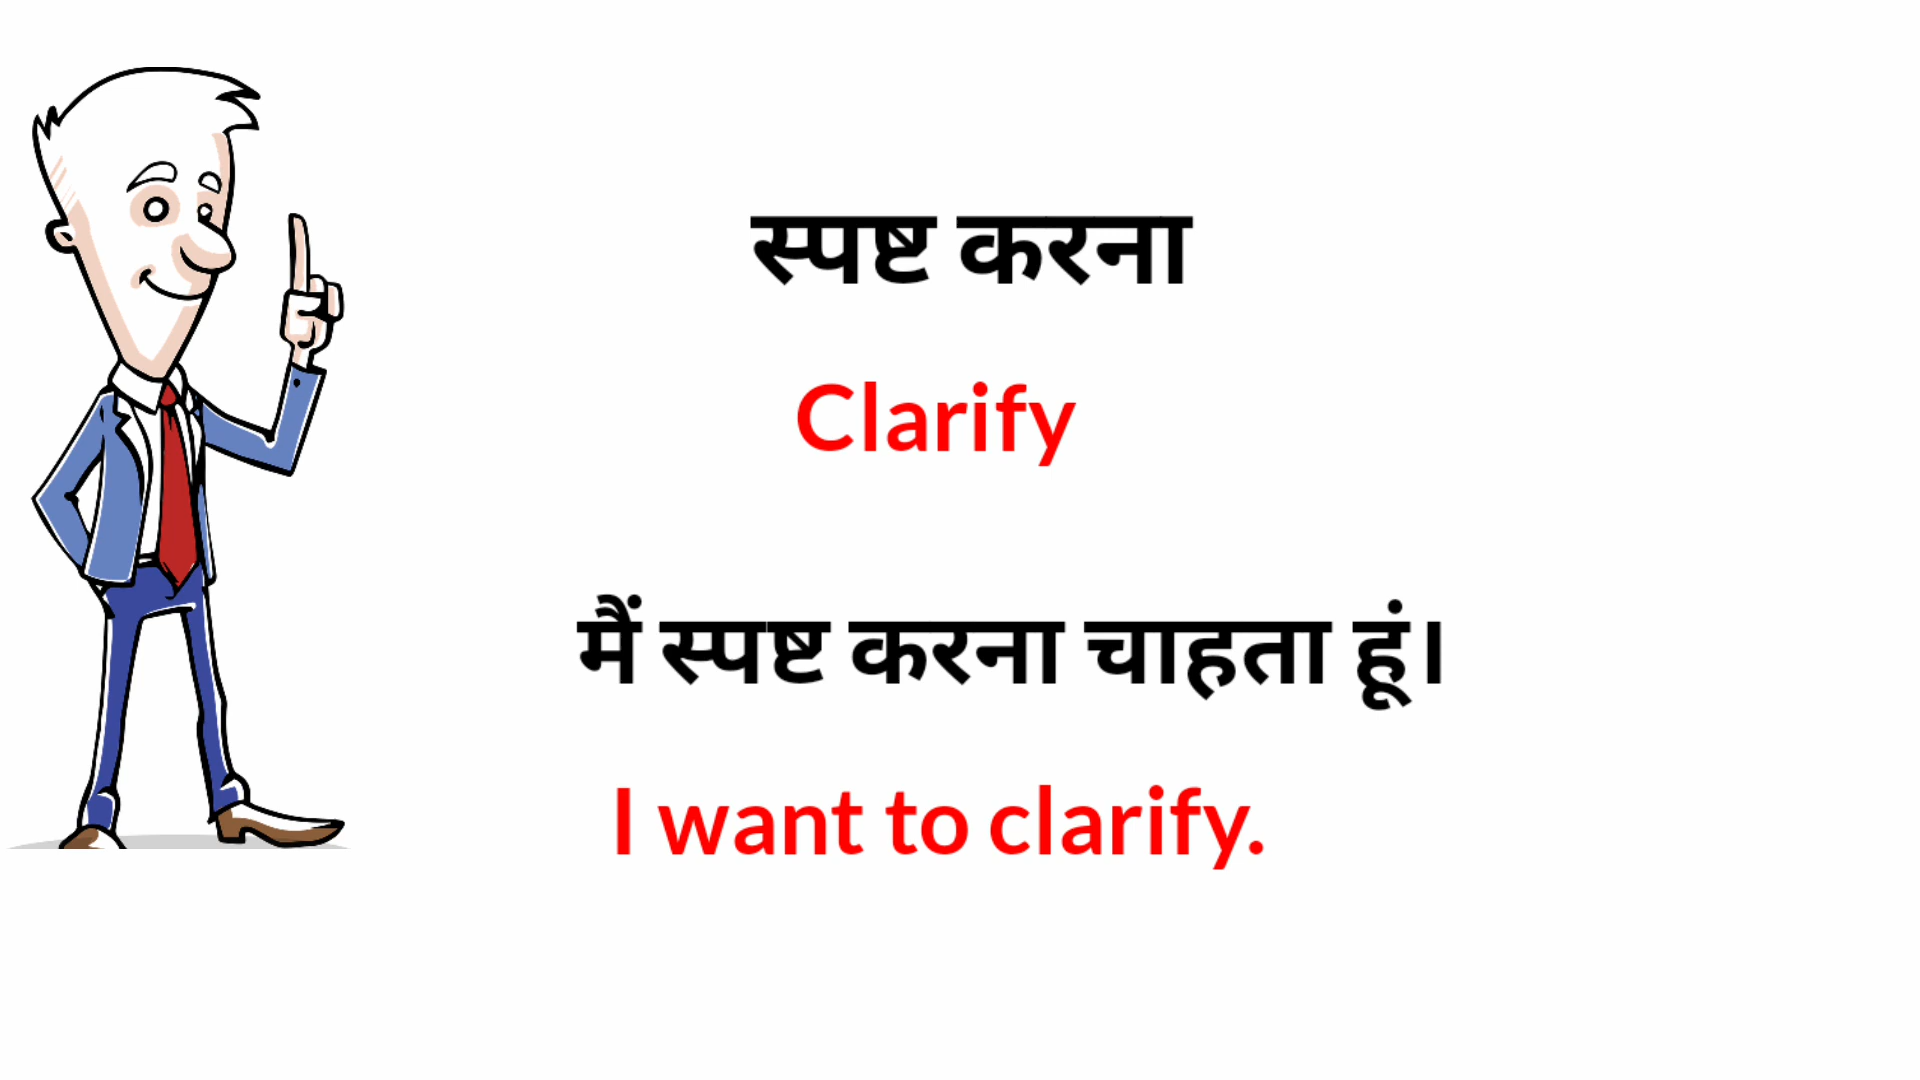 स्पष्ट करना
Clarify
मैं स्पष्ट करना चाहता हूं।
I want to clarify.